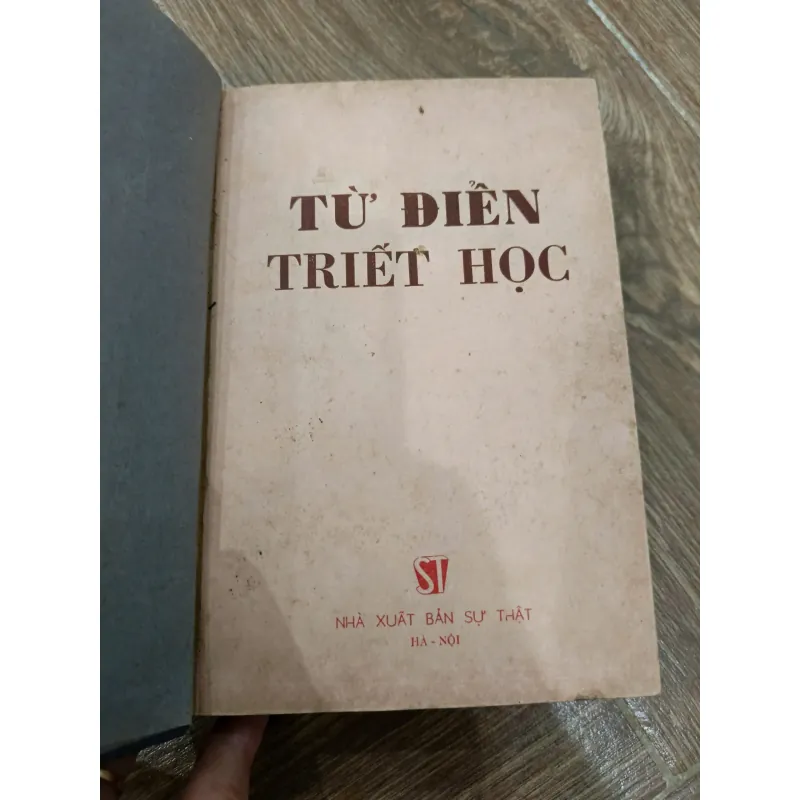 TỪ ĐIỂN
TRIẾT HỌC
ST
NHÀ XUẤT BẢN SỰ THẬT
HÀ - NỘI